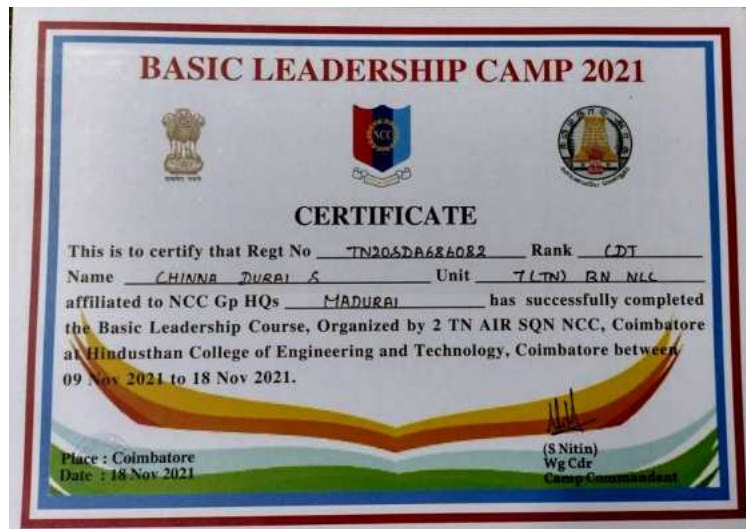 BASIC LEADERSHIP CAMP 2021
NCC
CERTIFICATE
This is to certify that Regt No TN20SDA686082 Rank CDT
Name CHINNA DURAI S Unit 7(TN) BN NCC
affiliated to NCC Gp HQs MADURAI has successfully completed
the Basic Leadership Course, Organized by 2 TN AIR SQN NCC, Coimbatore
at Hindusthan College of Engineering and Technology, Coimbatore between
09 Nov 2021 to 18 Nov 2021.
Place : Coimbatore
Date : 18 Nov 2021
(S Nitin)
Wg Cdr
Camp Commandant